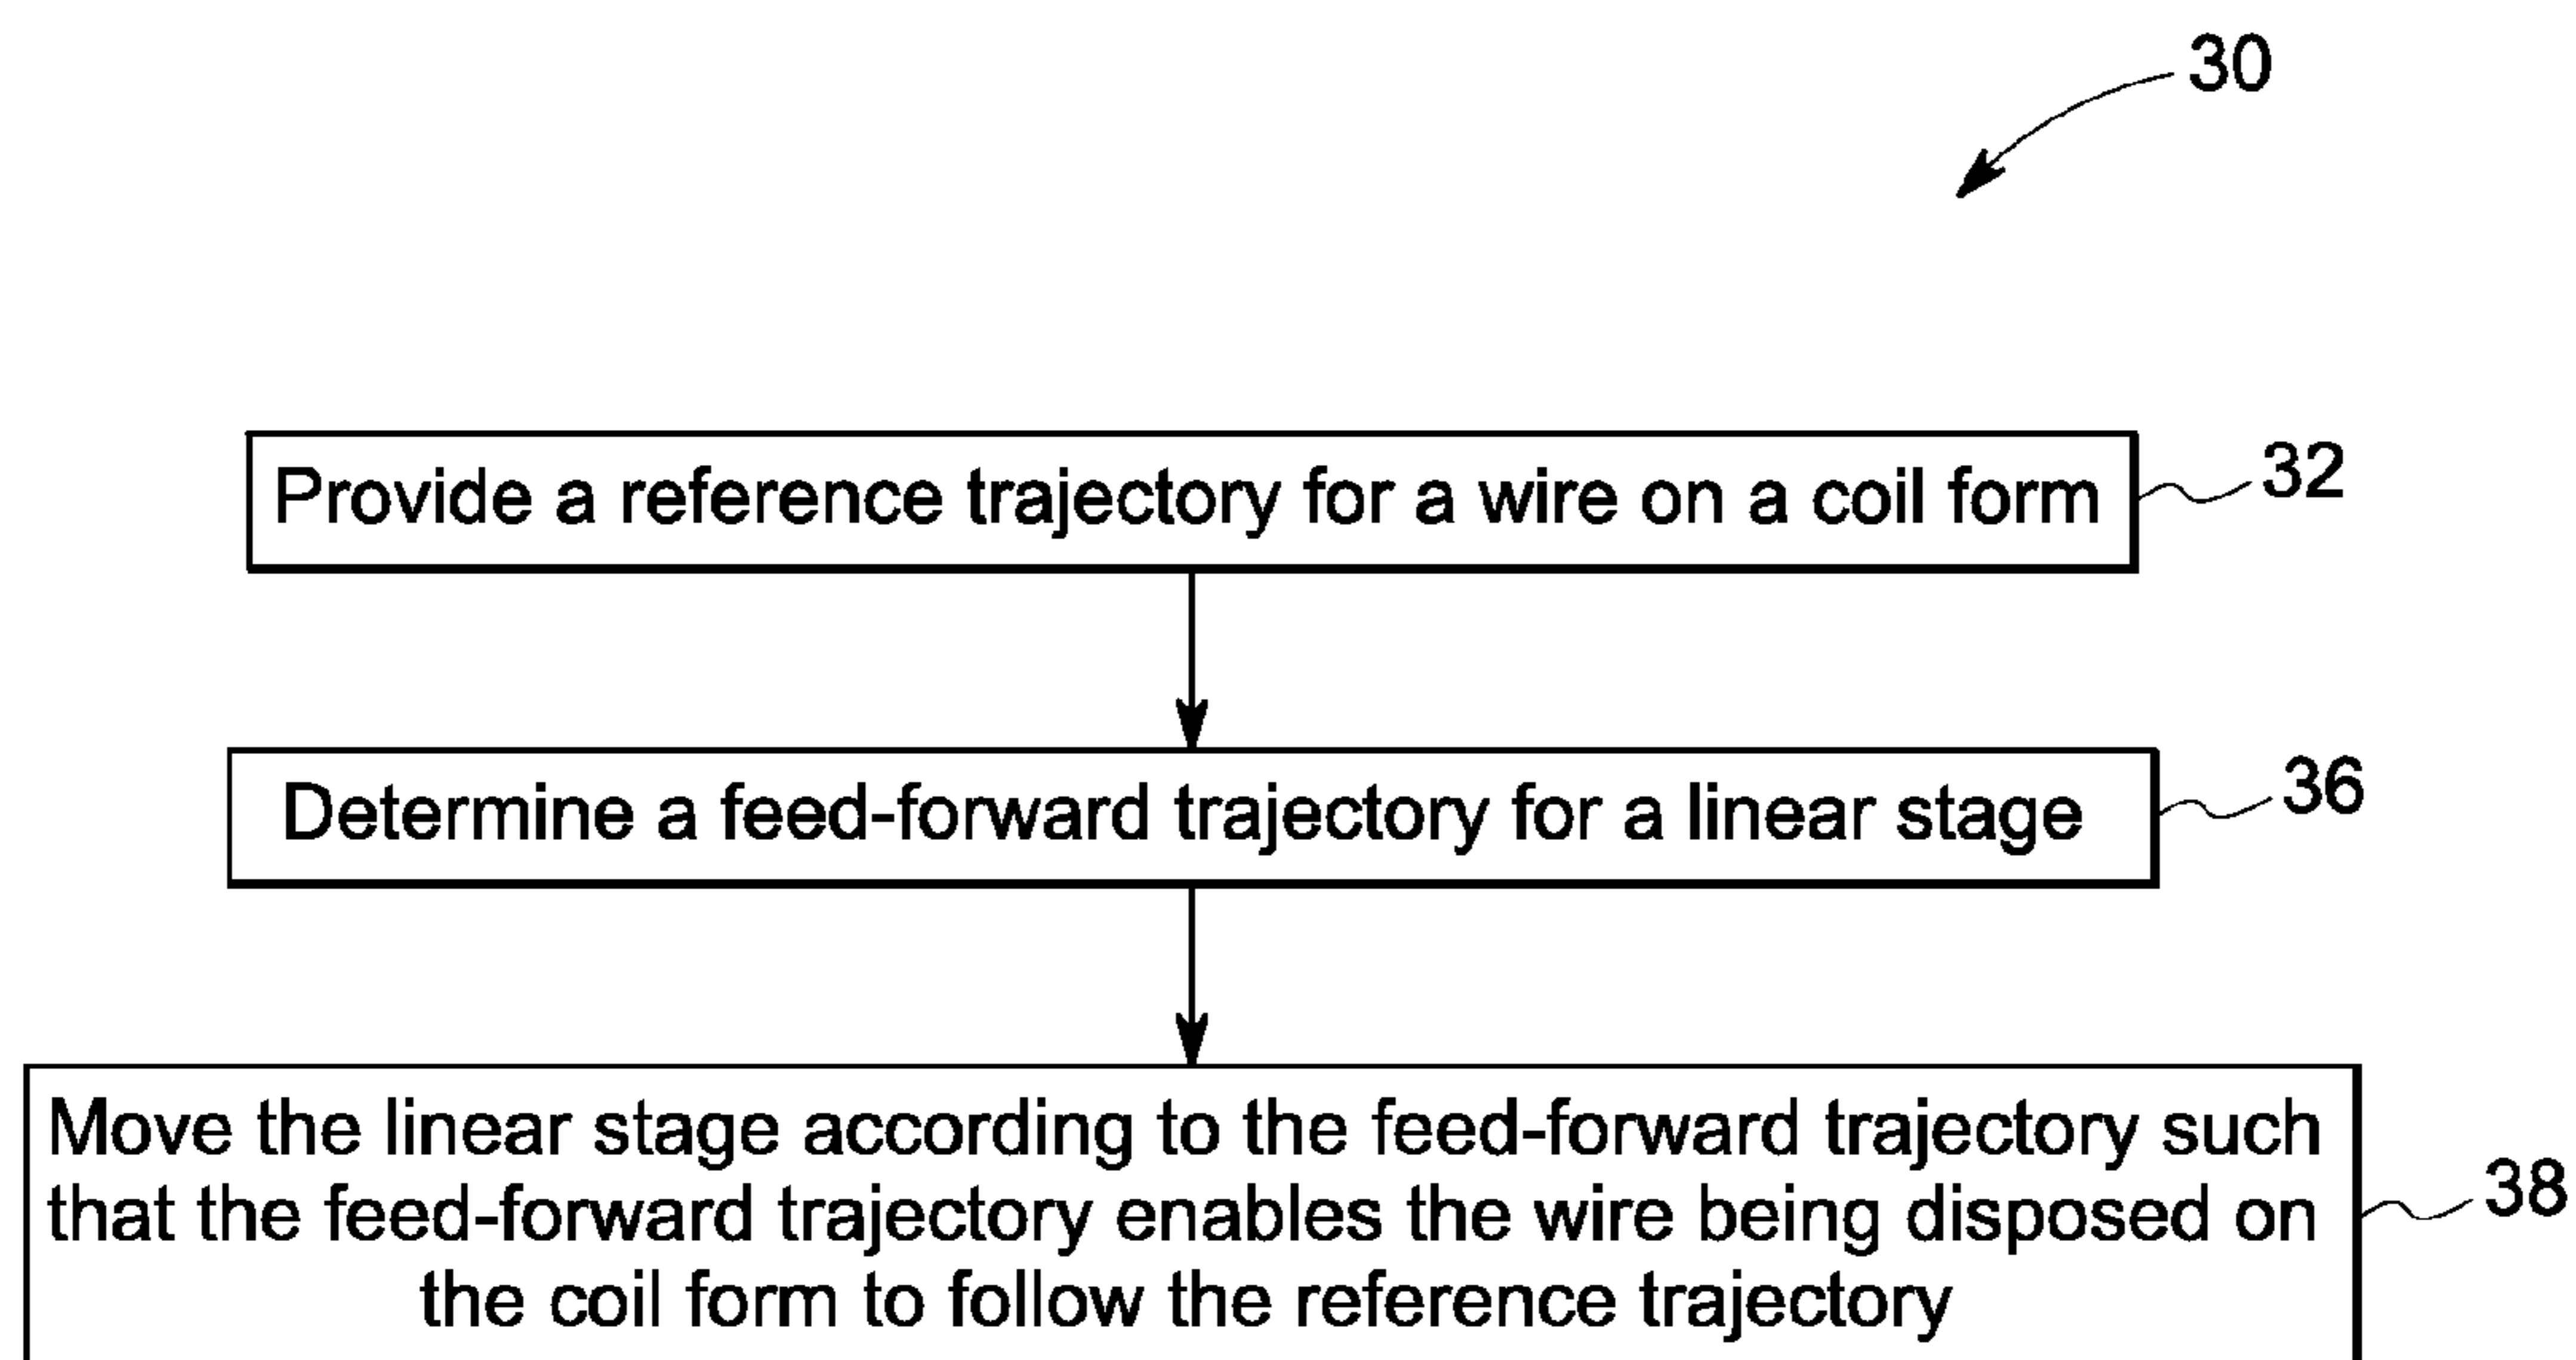 30
Provide a reference trajectory for a wire on a coil form
32
Determine a feed-forward trajectory for a linear stage
36
Move the linear stage according to the feed-forward trajectory such
that the feed-forward trajectory enables the wire being disposed on
the coil form to follow the reference trajectory
38